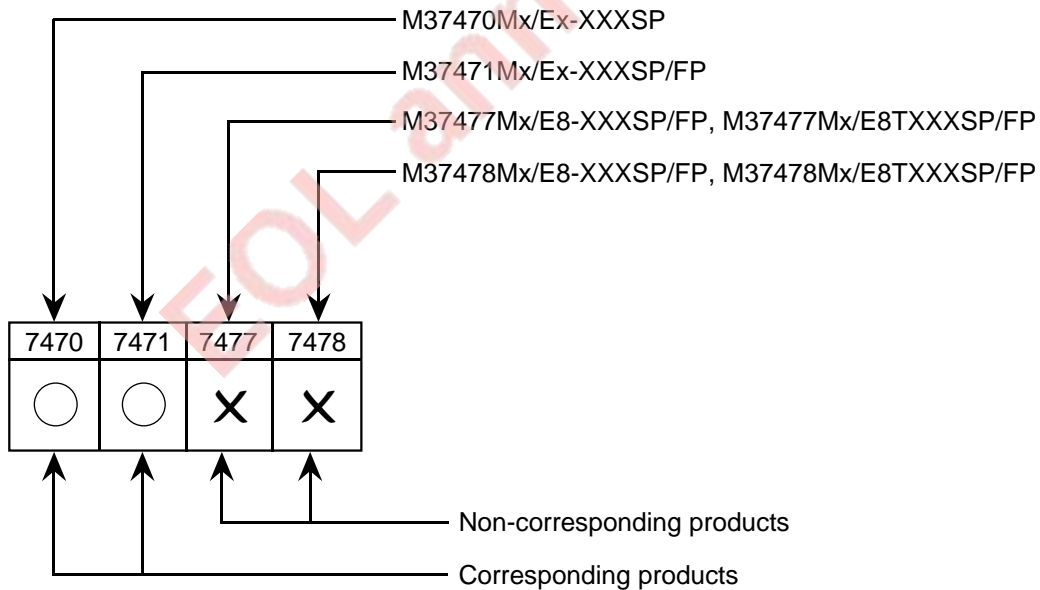 M37470Mx/Ex-XXXSP
M37471Mx/Ex-XXXSP/FP
M37477Mx/E8-XXXSP/FP, M37477Mx/E8TXXXSP/FP
M37478Mx/E8-XXXSP/FP, M37478Mx/E8TXXXSP/FP
EOL ann
7470 7471 7477 7478
Non-corresponding products
Corresponding products